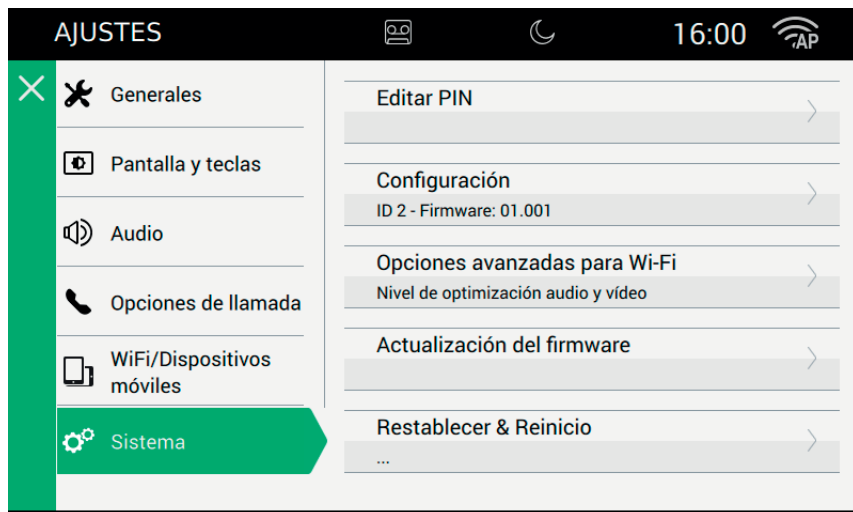 AJUSTES
16:00
AP
Generales
Pantalla y teclas
Audio
Opciones de llamada
WiFi/Dispositivos
móviles
Sistema
Editar PIN
Configuración
ID 2 - Firmware: 01.001
Opciones avanzadas para Wi-Fi
Nivel de optimización audio y vídeo
Actualización del firmware
Restablecer & Reinicio
...